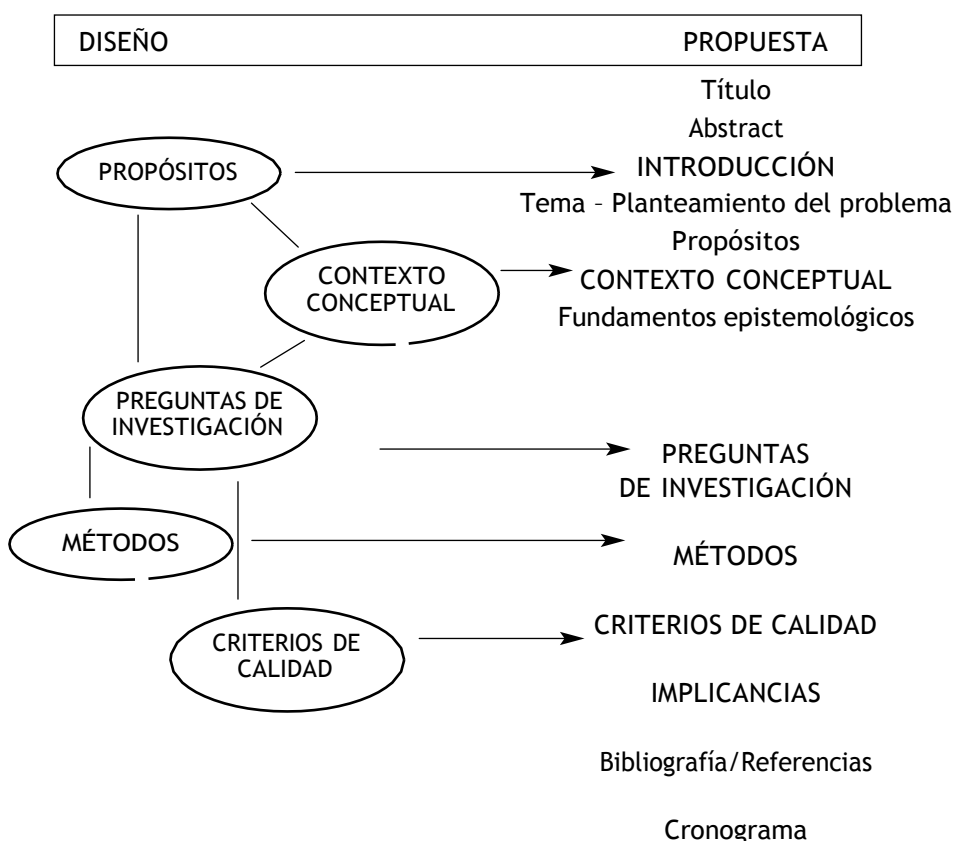 DISEÑO PROPUESTA
Título
Abstract
PROPÓSITOS INTRODUCCIÓN
Tema – Planteamiento del problema
Propósitos
CONTEXTO
CONCEPTUAL
CONTEXTO CONCEPTUAL
Fundamentos epistemológicos
PREGUNTAS DE
INVESTIGACIÓN
PREGUNTAS
DE INVESTIGACIÓN
MÉTODOS
MÉTODOS
CRITERIOS DE
CALIDAD
CRITERIOS DE CALIDAD
IMPLICANCIAS
Bibliografía/Referencias
Cronograma